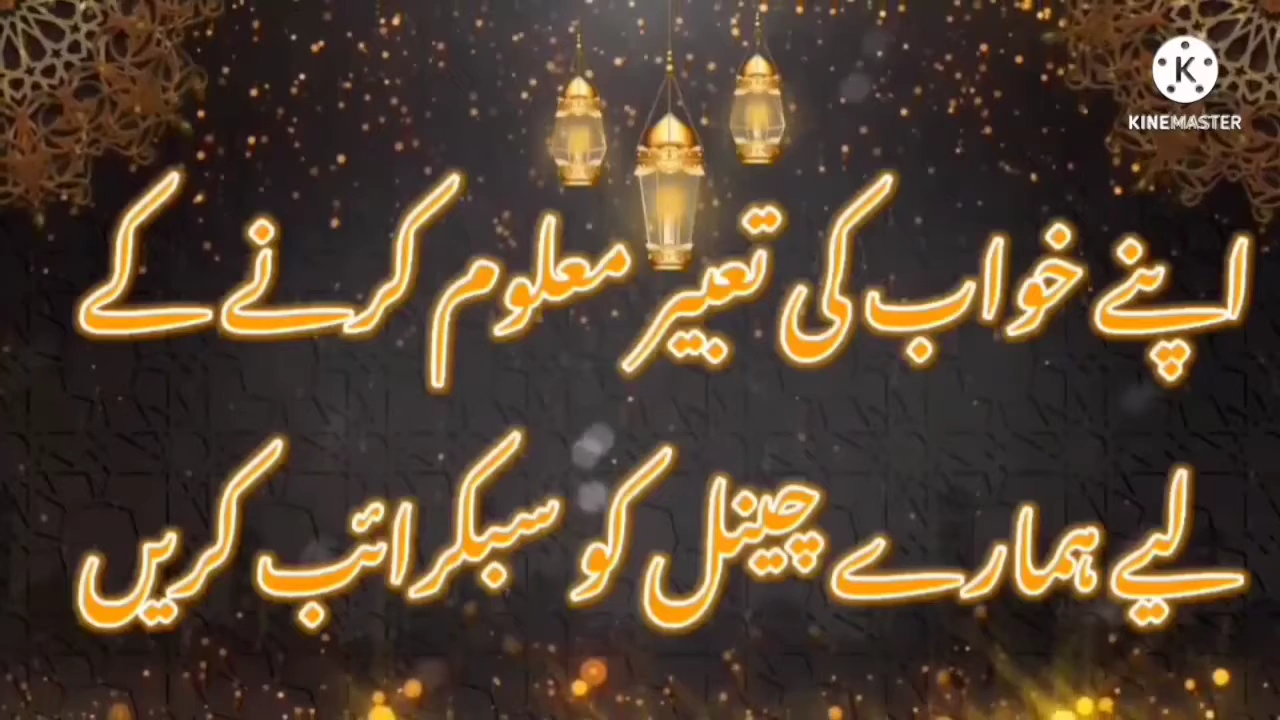 KINEMASTER
اپنے خواب کی تعبیر معلوم کرنے کے
لیے ہمارے چینل کو سبکرائب کریں